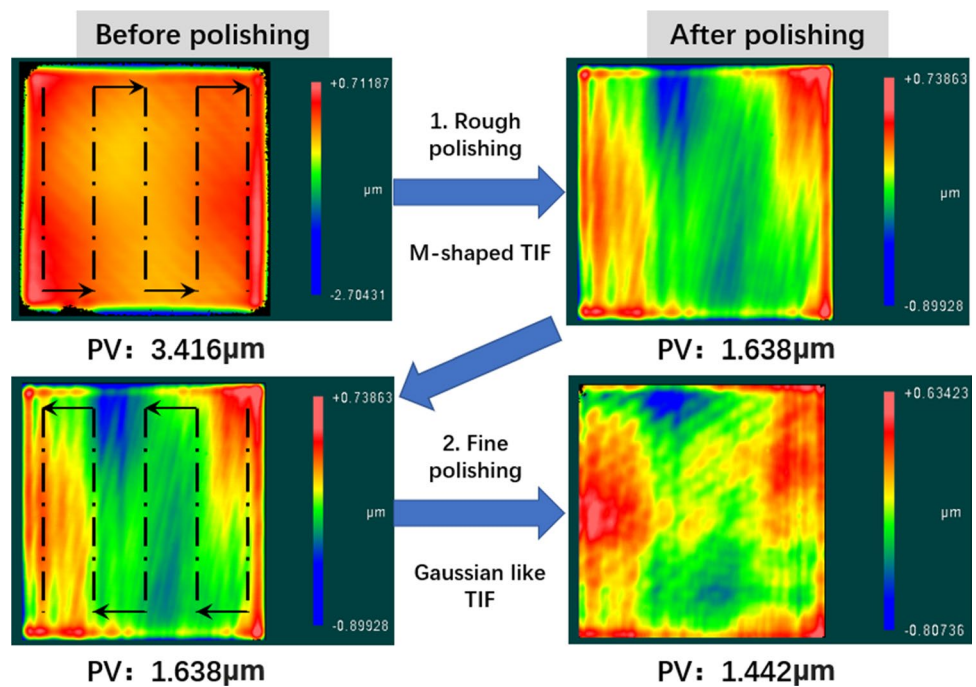 Before polishing
After polishing
+0.71187
μm
-2.70431
1. Rough
polishing
M-shaped TIF
+0.73863
μm
-0.89928
PV: 3.416μm
PV: 1.638μm
+0.73863
μm
-0.89928
2. Fine
polishing
Gaussian like
TIF
+0.63423
μm
-0.80736
PV: 1.638μm
PV: 1.442μm